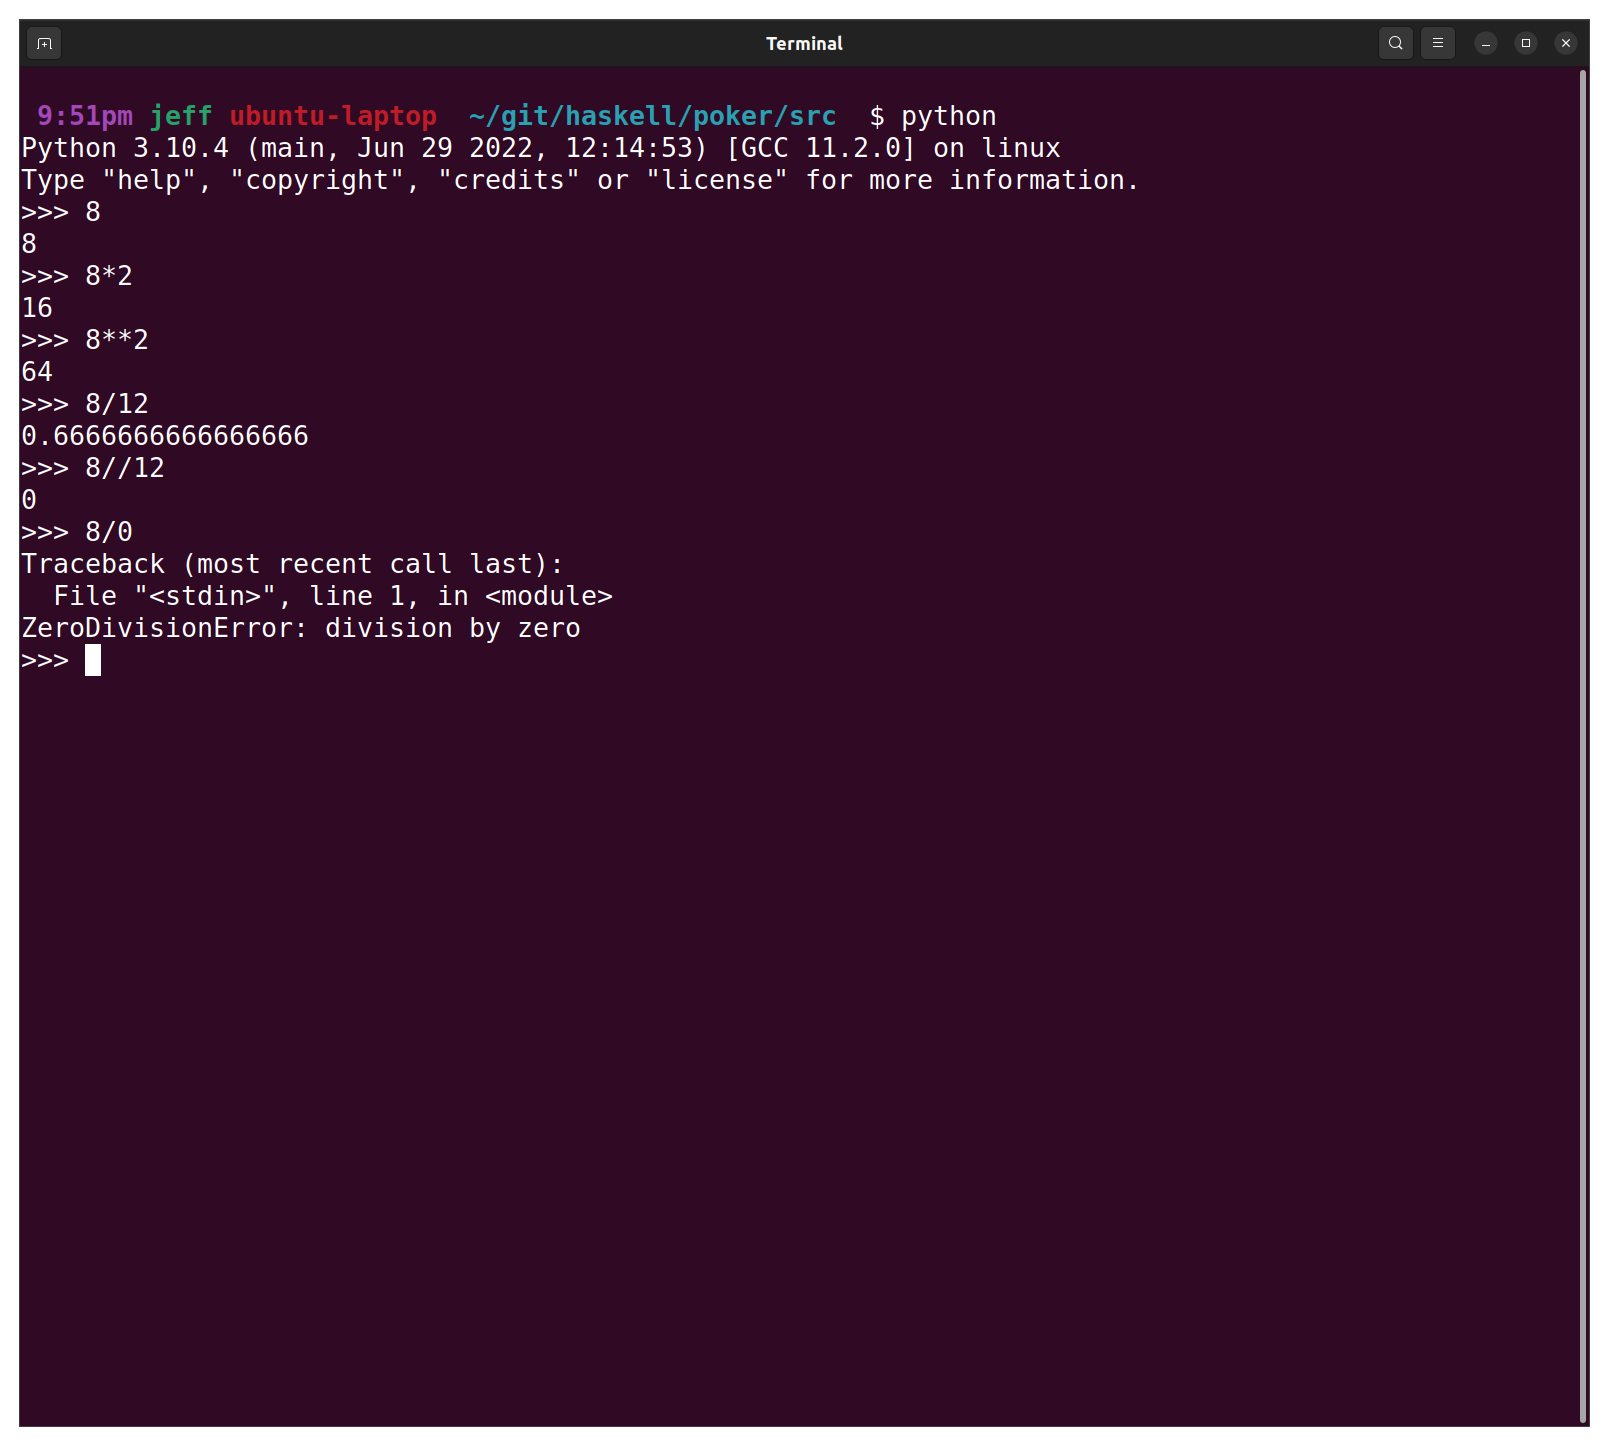 Terminal
9:51pm jeff ubuntu-laptop  ~/git/haskell/poker/src  $ python
Python 3.10.4 (main, Jun 29 2022, 12:14:53) [GCC 11.2.0] on linux
Type "help", "copyright", "credits" or "license" for more information.
>>> 8
8
>>> 8*2
16
>>> 8**2
64
>>> 8/12
0.6666666666666666
>>> 8//12
0
>>> 8/0
Traceback (most recent call last):
  File "<stdin>", line 1, in <module>
ZeroDivisionError: division by zero
>>>